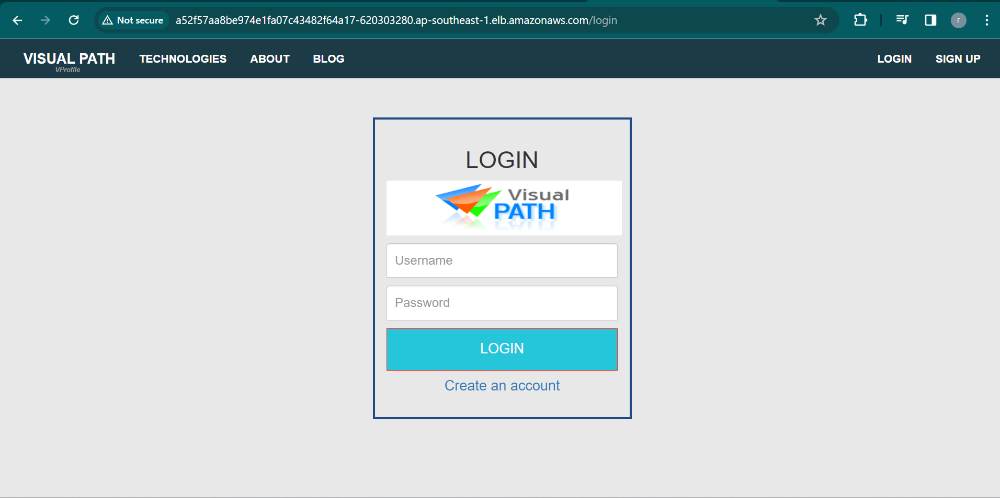 Not secure a52f57aa8be974e1fa07c43482f64a17-620303280.ap-southeast-1.elb.amazonaws.com/login r
VISUAL PATH TECHNOLOGIES ABOUT BLOG LOGIN SIGN UP
VProfile
LOGIN
Visual
PATH
Username
Password
LOGIN
Create an account